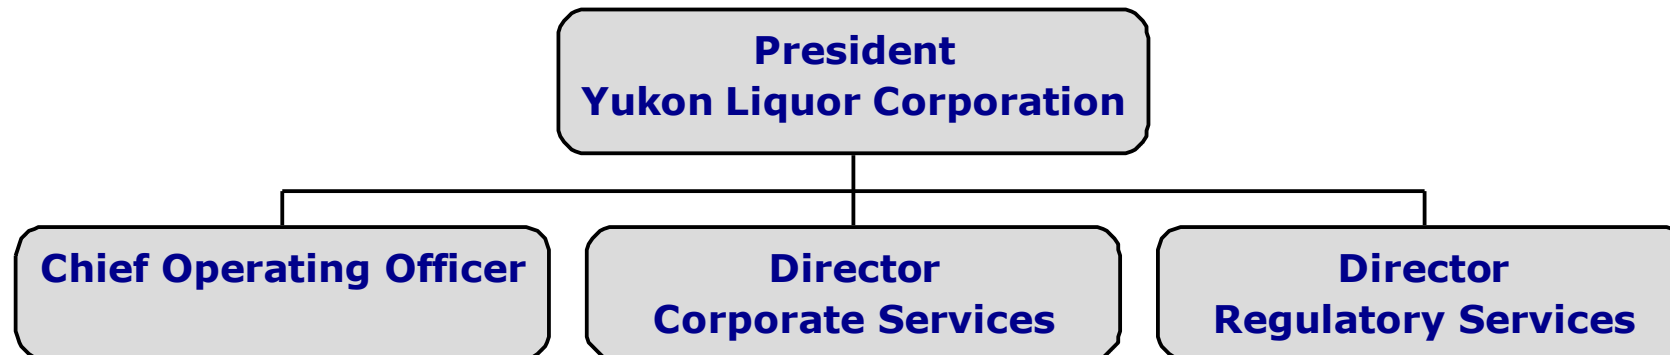 President
Yukon Liquor Corporation
Chief Operating Officer
Director
Corporate Services
Director
Regulatory Services